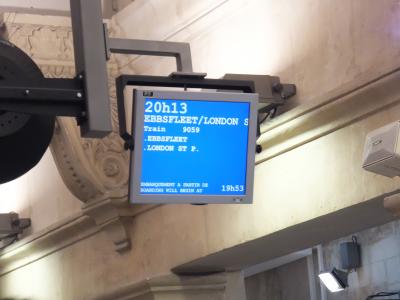 20h13
EBBSFLEET/LONDON S
Train 9059
.EBBSFLEET
.LONDON ST P.
EMBARQUEMENT A PARTIR DE
BOARDING WILL BEGIN AT 19h53